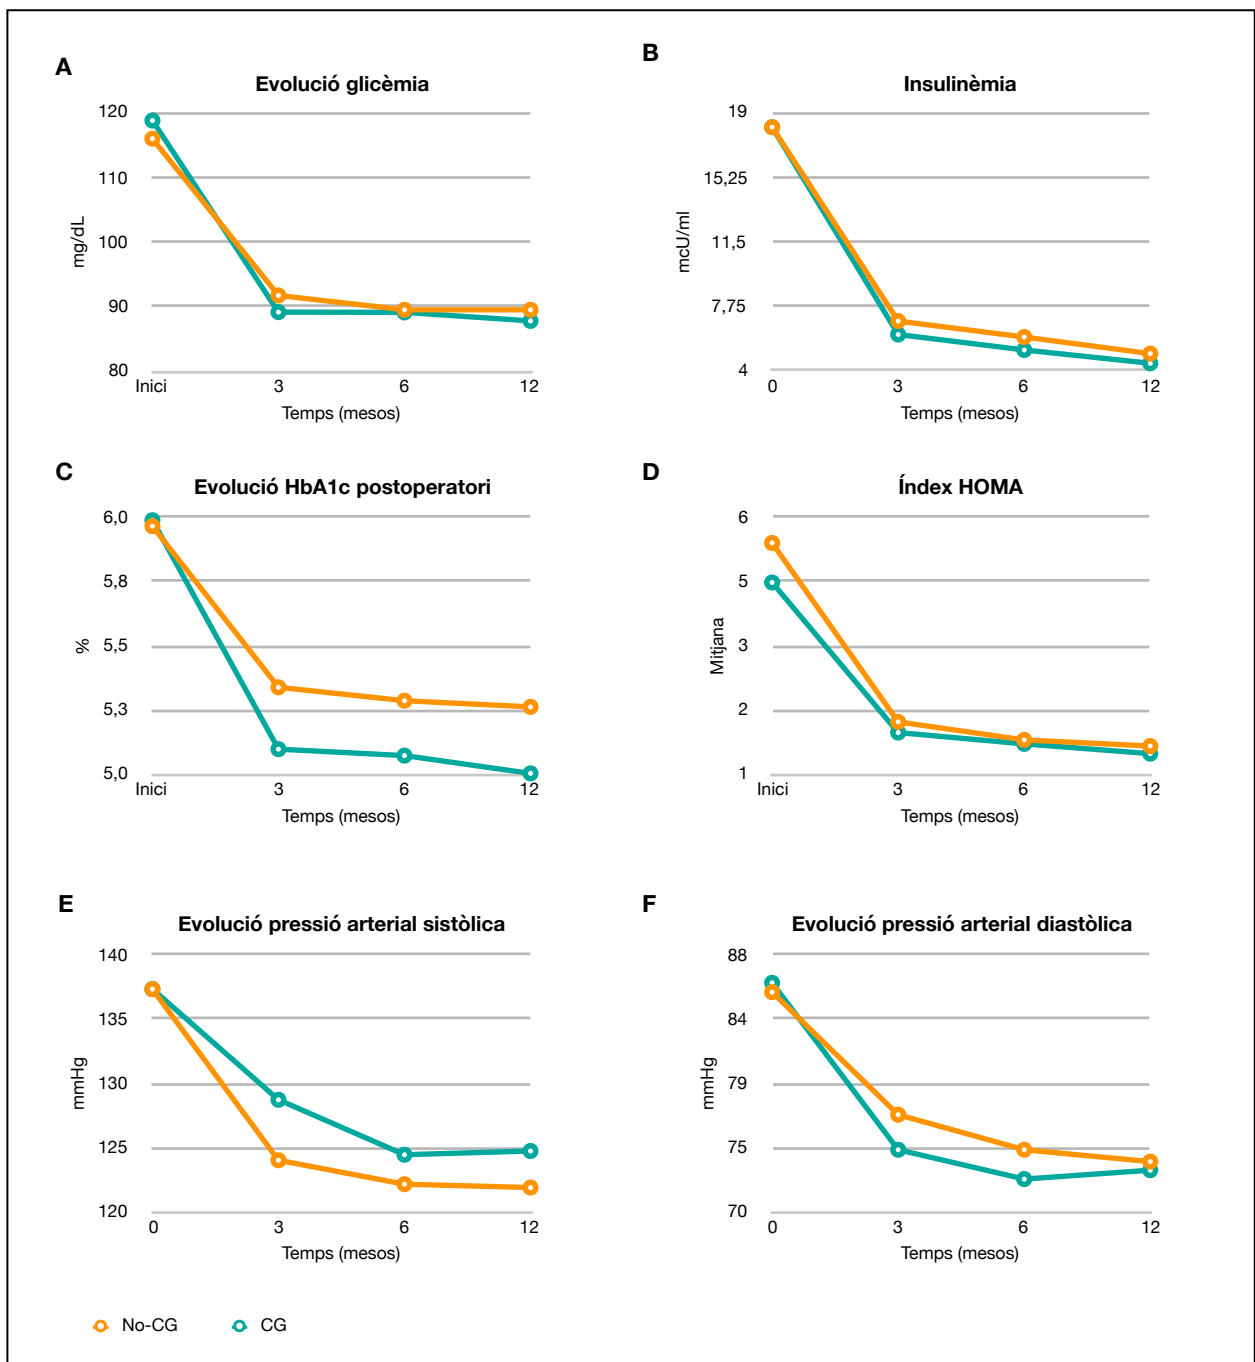 A
Evolució glicèmia
120
110
100
90
80
mg/dL
Inici 3 6 12
Temps (mesos)
B
Insulinèmia
19
15,25
11,5
7,75
4
mcU/ml
0 3 6 12
Temps (mesos)
C
Evolució HbA1c postoperatori
6,0
5,8
5,5
5,3
5,0
%
Inici 3 6 12
Temps (mesos)
D
Índex HOMA
6
5
3
2
1
Mitjana
Inici 3 6 12
Temps (mesos)
E
Evolució pressió arterial sistòlica
140
135
130
125
120
mmHg
0 3 6 12
Temps (mesos)
F
Evolució pressió arterial diastòlica
88
84
79
75
70
mmHg
0 3 6 12
Temps (mesos)
No-CG CG